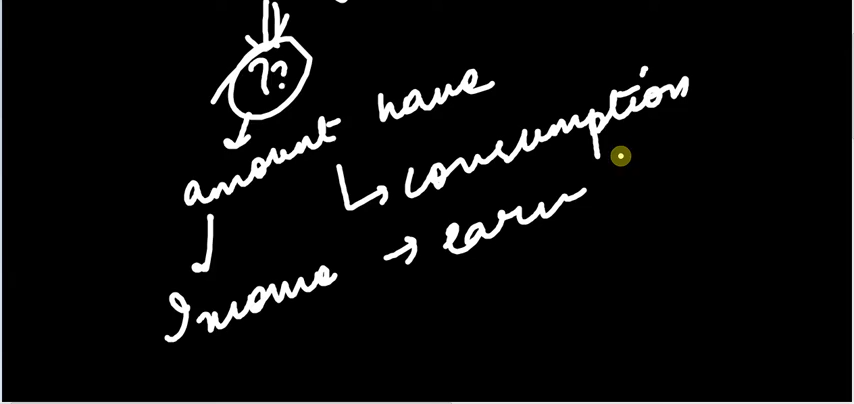 ??
amount have
↳ consumption
Income → earn